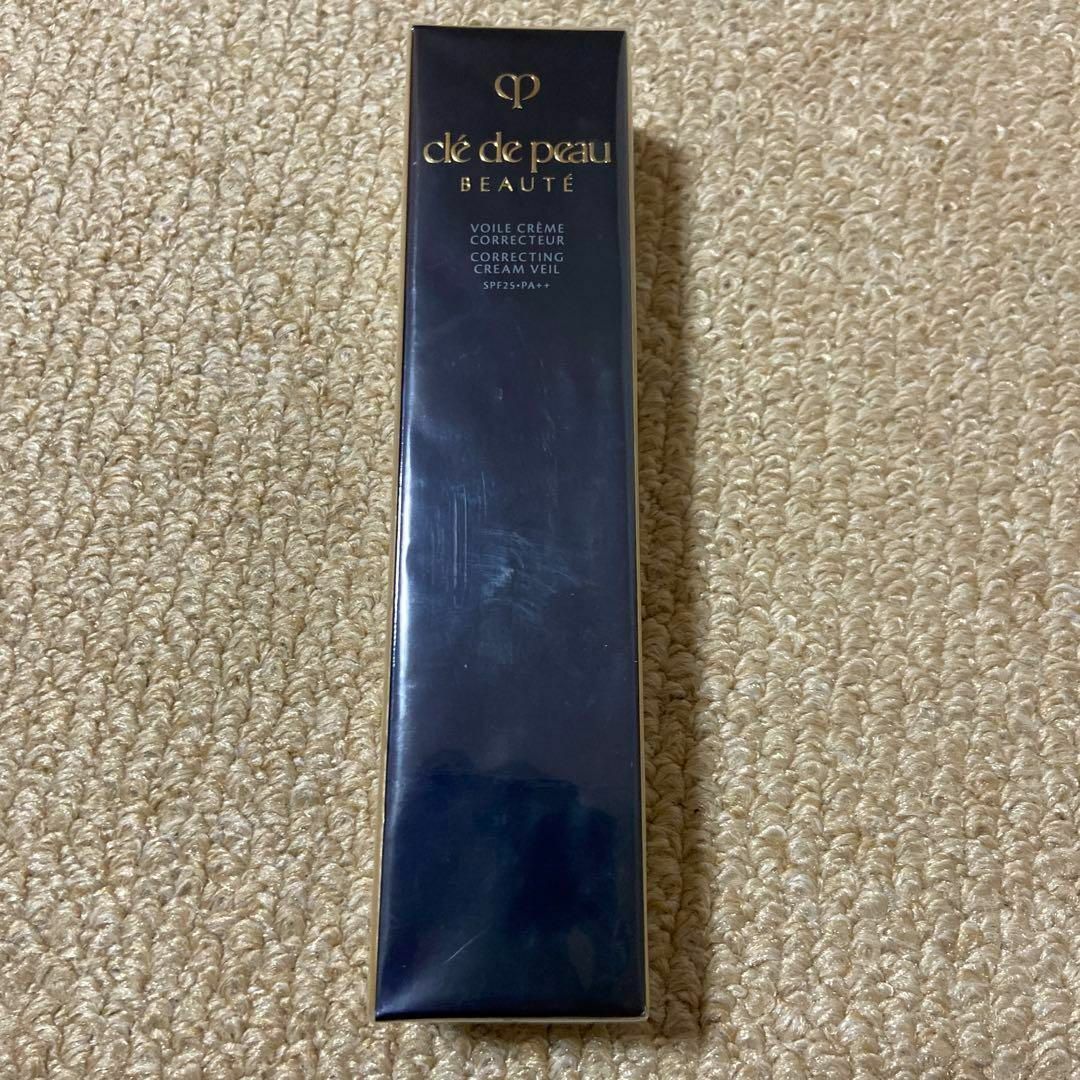 clé de peau
BEAUTÉ
VOILE CRÈME
CORRECTEUR
CORRECTING
CREAM VEIL
SPF25•PA++